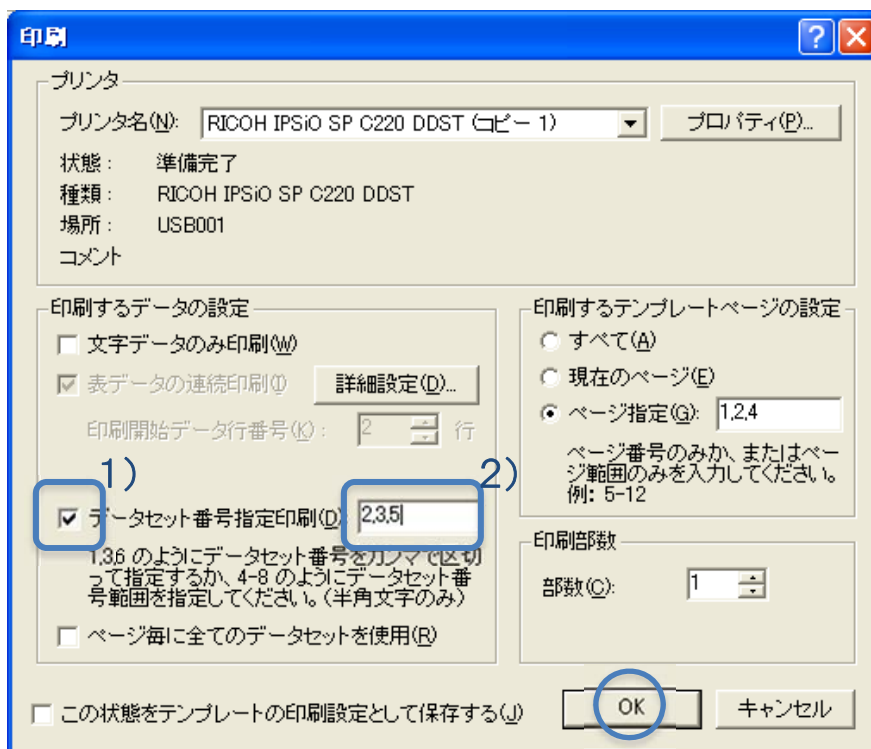 印刷
プリンタ
プリンタ名(N): RICOH IPSiO SP C220 DDST (コピー 1) プロパティ(P)...
状態： 準備完了
種類： RICOH IPSiO SP C220 DDST
場所： USB001
コメント
印刷するデータの設定
文字データのみ印刷(W)
表データの連続印刷(I) 詳細設定(D)...
印刷開始データ行番号(K)： 2 行
1)
2)
データセット番号指定印刷(D) 2,3,5
1,3,6 のようにデータセット番号をカンマで区切
って指定するか、4-8 のようにデータセット番
号範囲を指定してください。(半角文字のみ)
ページ毎に全てのデータセットを使用(R)
印刷するテンプレートページの設定
すべて(A)
現在のページ(E)
ページ指定(G): 1,2,4
ページ番号のみか、またはペー
ジ範囲のみを入力してください。
例: 5-12
印刷部数
部数(C): 1
この状態をテンプレートの印刷設定として保存する(J)
OK キャンセル